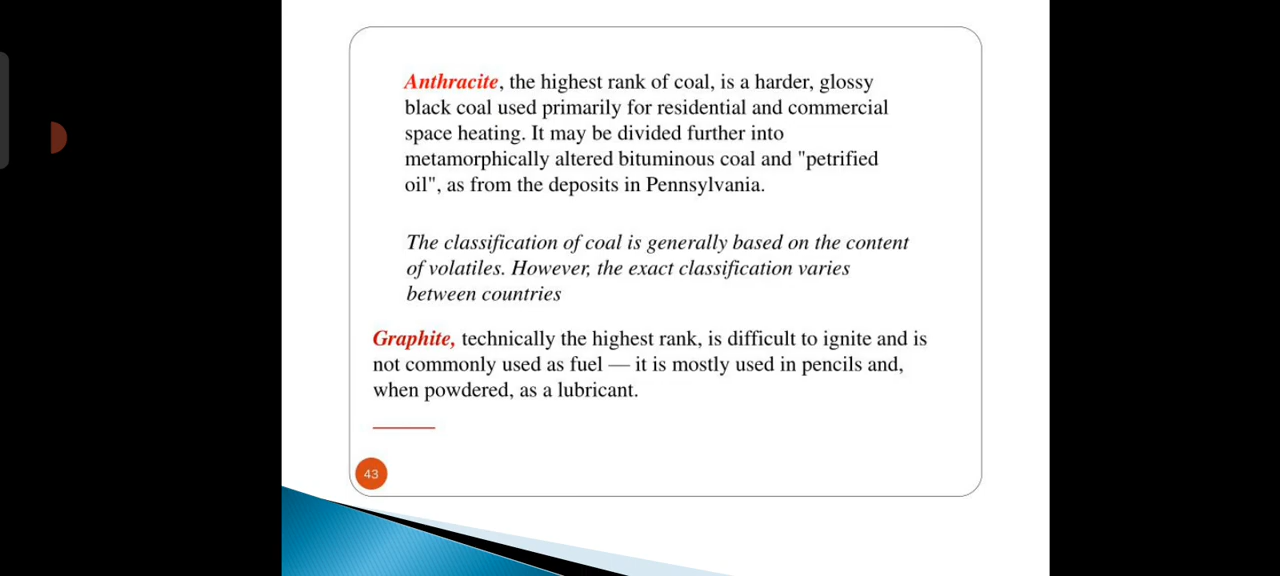 Anthracite, the highest rank of coal, is a harder, glossy
black coal used primarily for residential and commercial
space heating. It may be divided further into
metamorphically altered bituminous coal and "petrified
oil", as from the deposits in Pennsylvania.
The classification of coal is generally based on the content
of volatiles. However, the exact classification varies
between countries
Graphite, technically the highest rank, is difficult to ignite and is
not commonly used as fuel — it is mostly used in pencils and,
when powdered, as a lubricant.
43